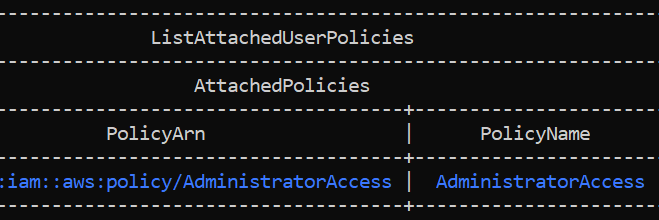 ListAttachedUserPolicies
AttachedPolicies
PolicyArn | PolicyName
:iam::aws:policy/AdministratorAccess | AdministratorAccess